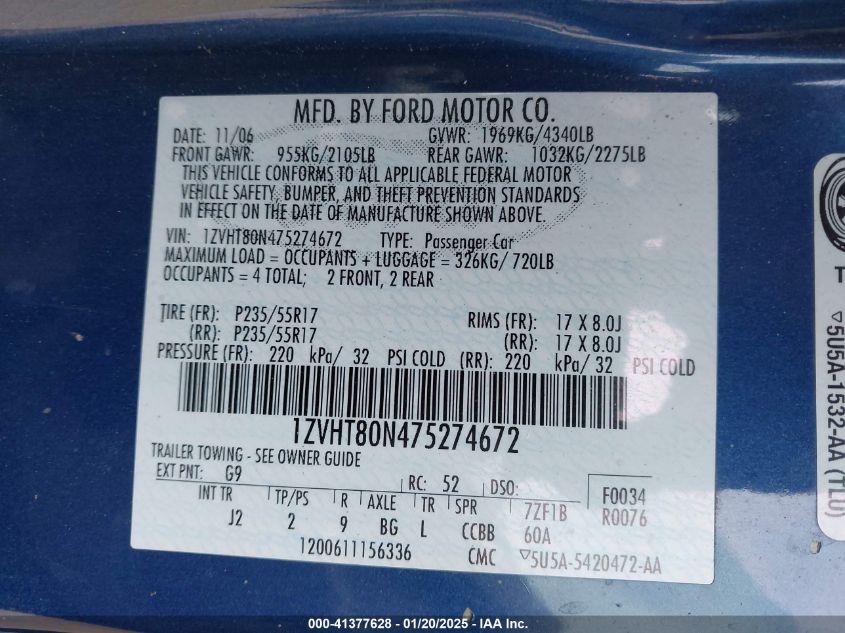 MFD. BY FORD MOTOR CO.
DATE: 11/06 GVWR: 1969KG/4340LB
FRONT GAWR: 955KG/2105LB REAR GAWR: 1032KG/2275LB
THIS VEHICLE CONFORMS TO ALL APPLICABLE FEDERAL MOTOR
VEHICLE SAFETY, BUMPER, AND THEFT PREVENTION STANDARDS
IN EFFECT ON THE DATE OF MANUFACTURE SHOWN ABOVE.
VIN: 1ZVHT80N475274672 TYPE: Passenger Car
MAXIMUM LOAD = OCCUPANTS + LUGGAGE = 326KG/ 720LB
OCCUPANTS = 4 TOTAL; 2 FRONT, 2 REAR
TIRE (FR): P235/55R17 RIMS (FR): 17 X 8.0J
(RR): P235/55R17 (RR): 17 X 8.0J
PRESSURE (FR): 220 kPa/ 32 PSI COLD (RR): 220 kPa/ 32 PSI COLD
1ZVHT80N475274672
TRAILER TOWING - SEE OWNER GUIDE
EXT PNT: G9 RC: 52 DSO: F0034
INT TR TP/PS R AXLE TR SPR 7ZF1B R0076
J2 2 9 BG L CCBB 60A
1200611156336 CMC ▽5U5A-5420472-AA
T
▽5U5A-1532-AA (TLU)
000-41377628 - 01/20/2025 - IAA Inc.